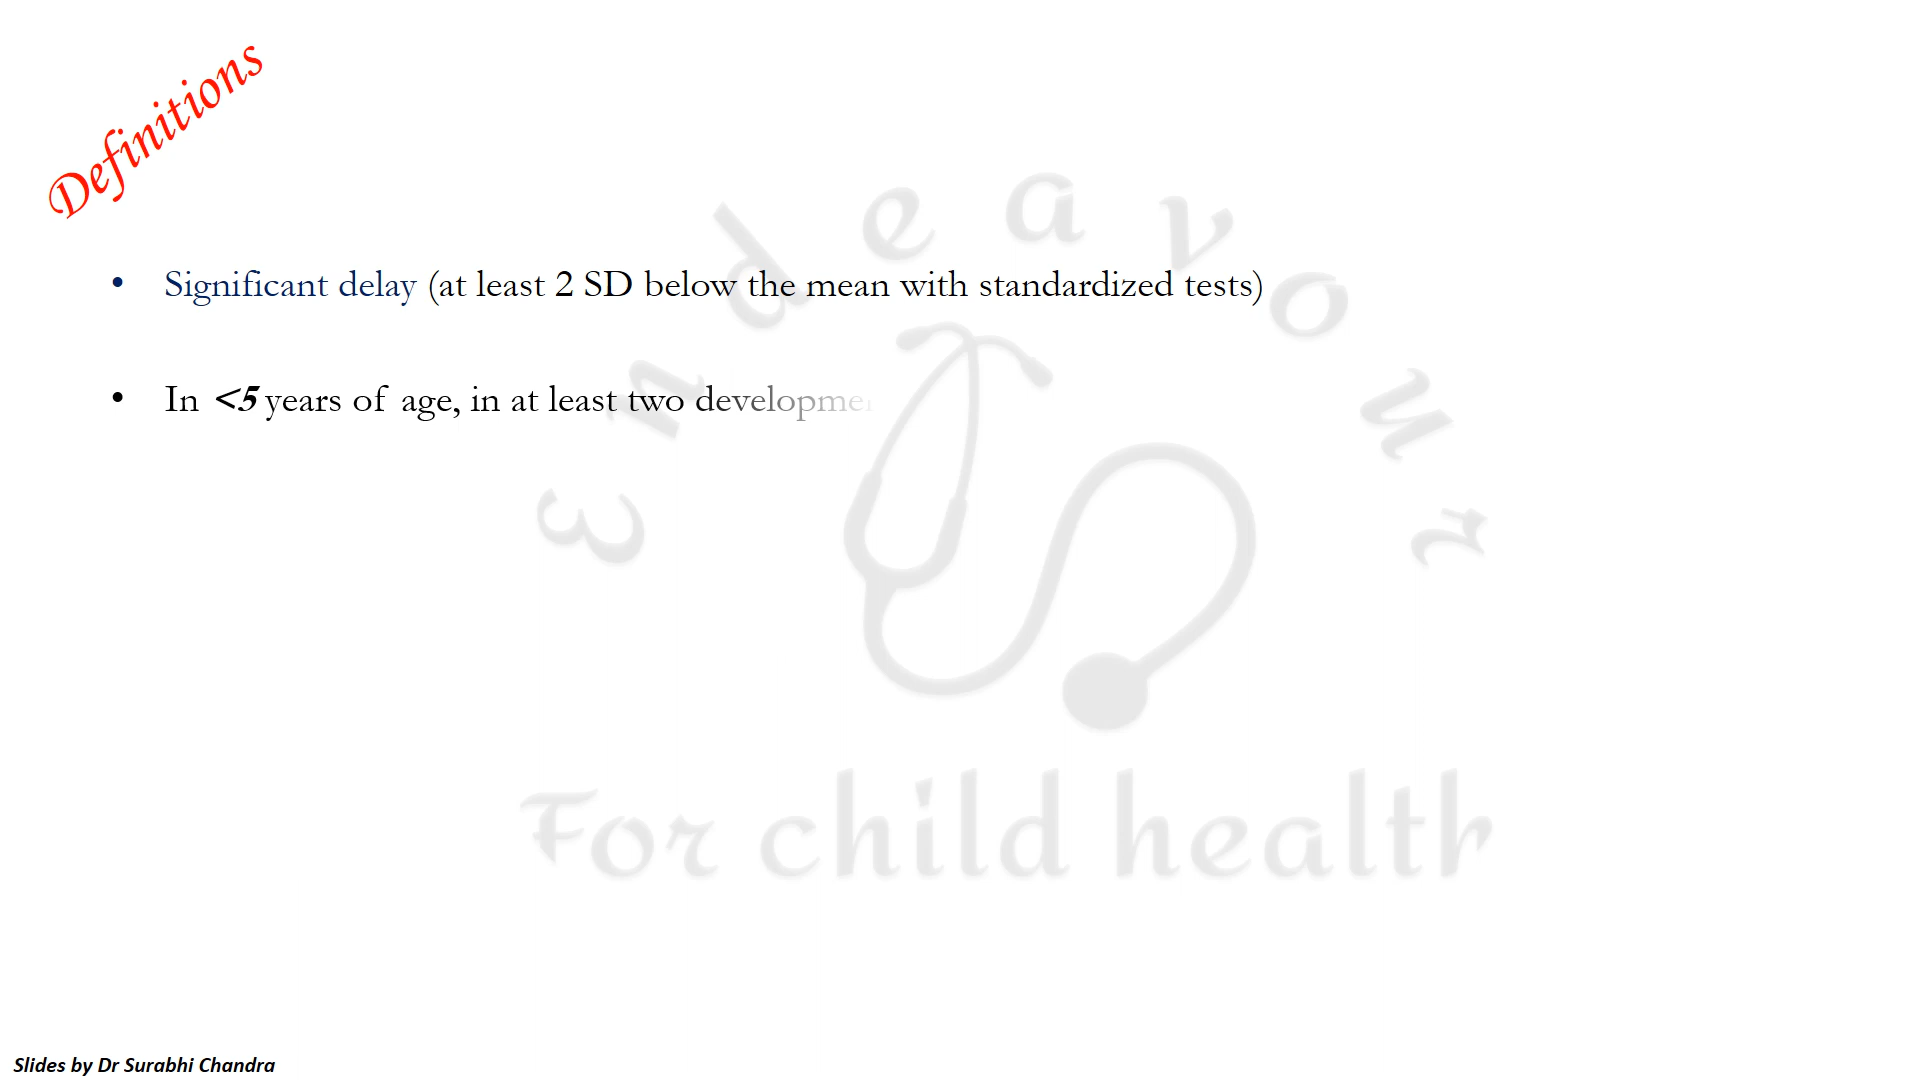 Definitions
• Significant delay (at least 2 SD below the mean with standardized tests)
• In <5 years of age, in at least two
Endeavour
For child health
Slides by Dr Surabhi Chandra